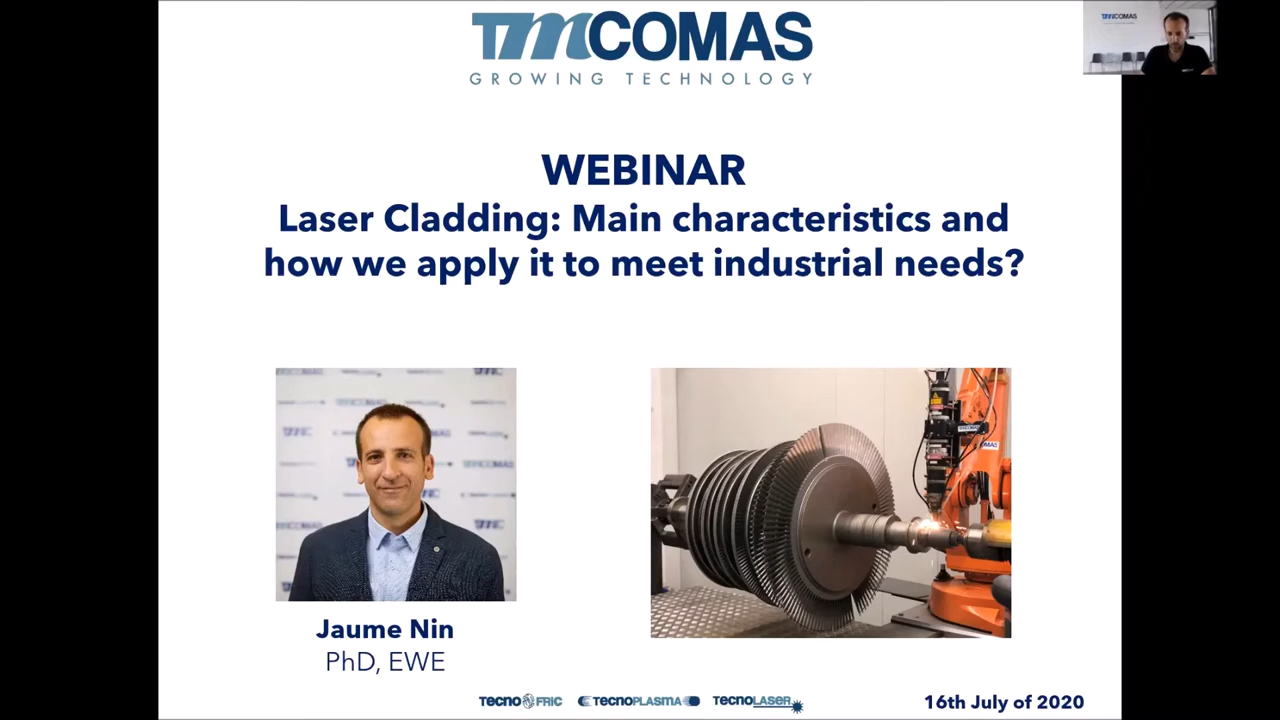 TMCOMAS
GROWING TECHNOLOGY
TMCOMAS
WEBINAR
Laser Cladding: Main characteristics and
how we apply it to meet industrial needs?
Jaume Nin
PhD, EWE
TECNOFRIC
TECNOPLASMA
TECNOLASER
16th July of 2020